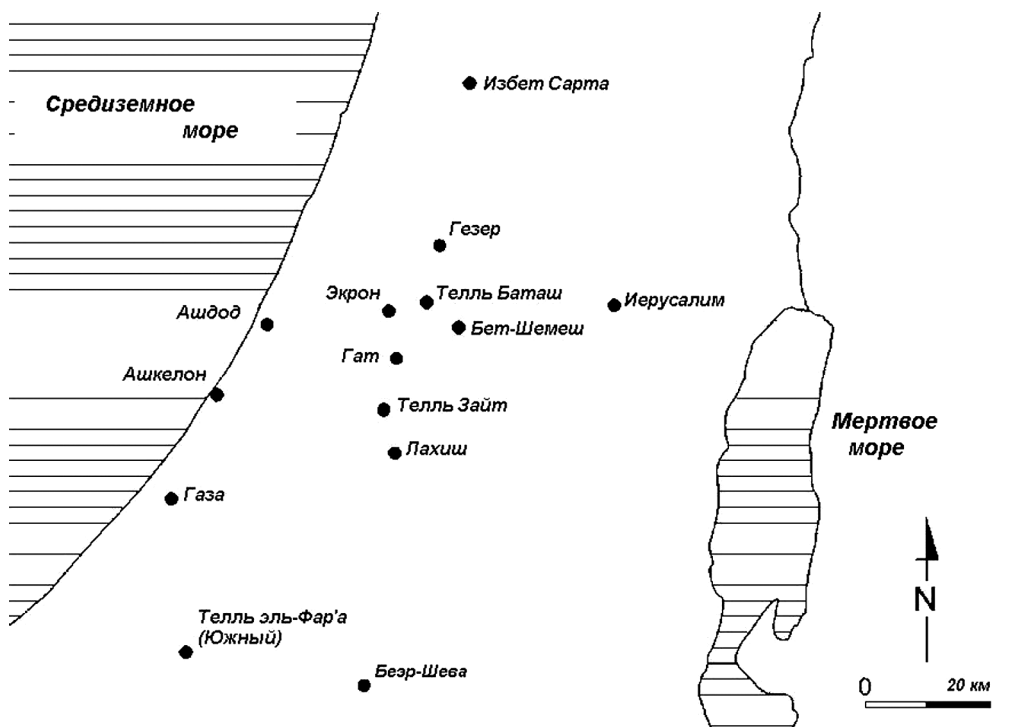 Избет Сарта
Средиземное
море
Гезер
Экрон
Телль Баташ
Иерусалим
Ашдод
Бет-Шемеш
Гат
Ашкелон
Телль Зайт
Мертвое
море
Лахиш
Газа
N
Телль эль-Фар'а
(Южный)
Беэр-Шева
0 20 км